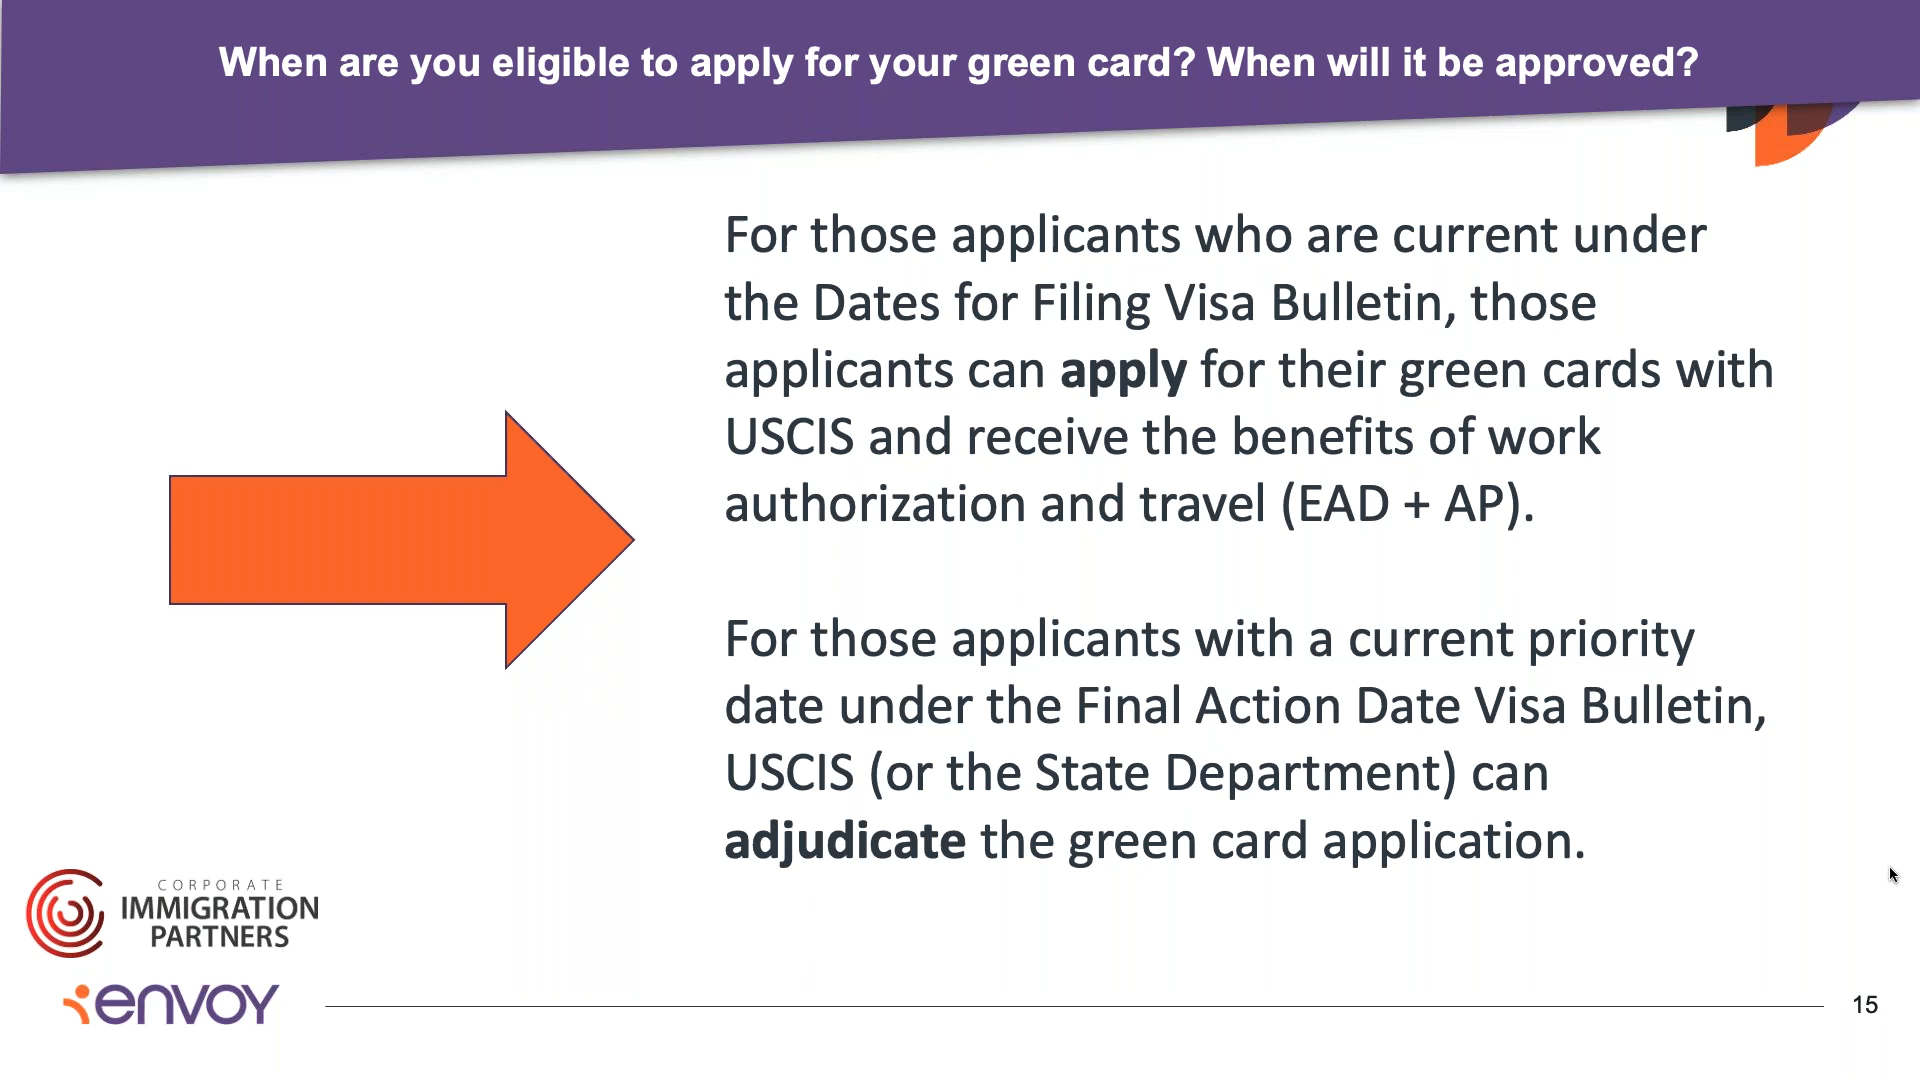 When are you eligible to apply for your green card? When will it be approved?
For those applicants who are current under
the Dates for Filing Visa Bulletin, those
applicants can apply for their green cards with
USCIS and receive the benefits of work
authorization and travel (EAD + AP).
For those applicants with a current priority
date under the Final Action Date Visa Bulletin,
USCIS (or the State Department) can
adjudicate the green card application.
CORPORATE
IMMIGRATION
PARTNERS
envoy
15